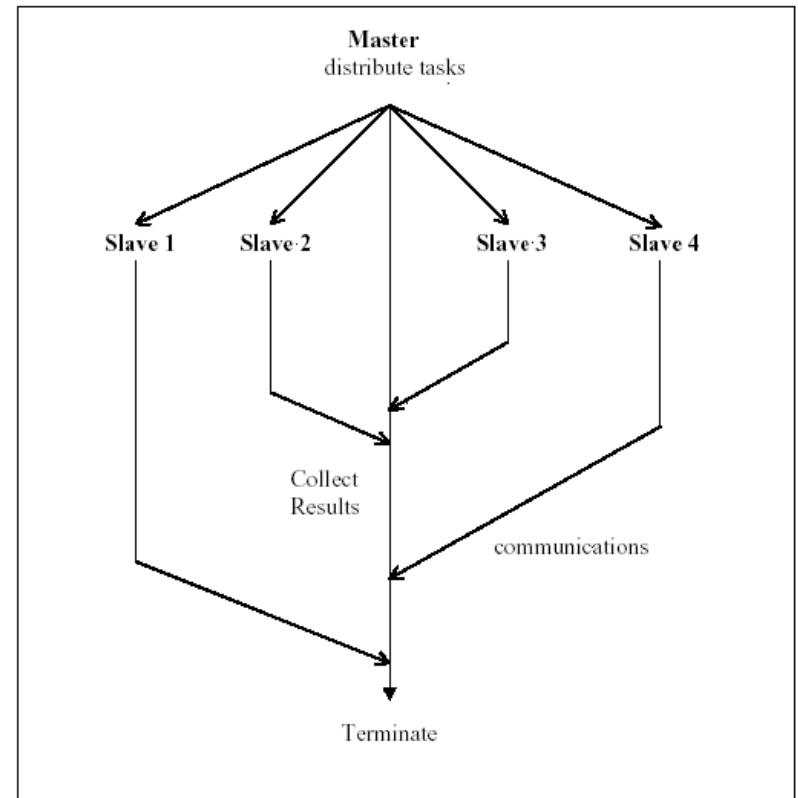 Master
distribute tasks
Slave 1
Slave·2
Slave·3
Slave 4
Collect
Results
communications
Terminate